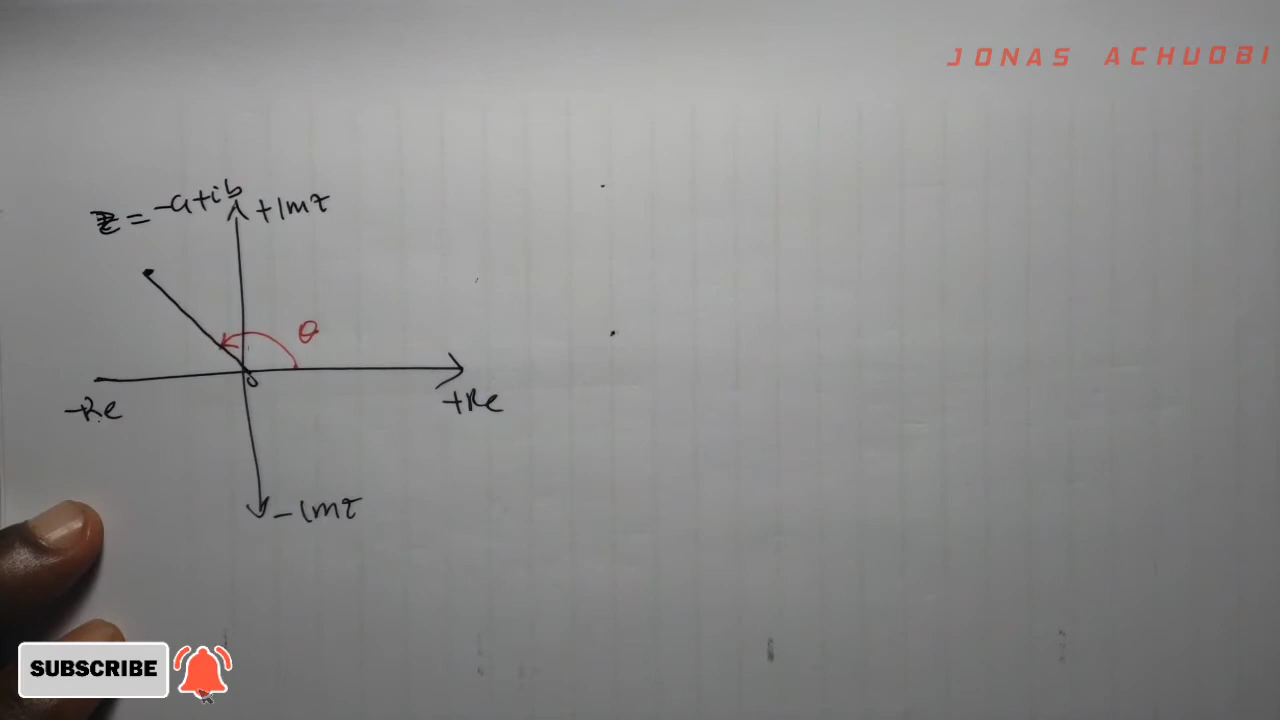 JONAS ACHUOBI
z = -a+ib
+Imz
θ
0
-Re
+Re
-Imz
SUBSCRIBE